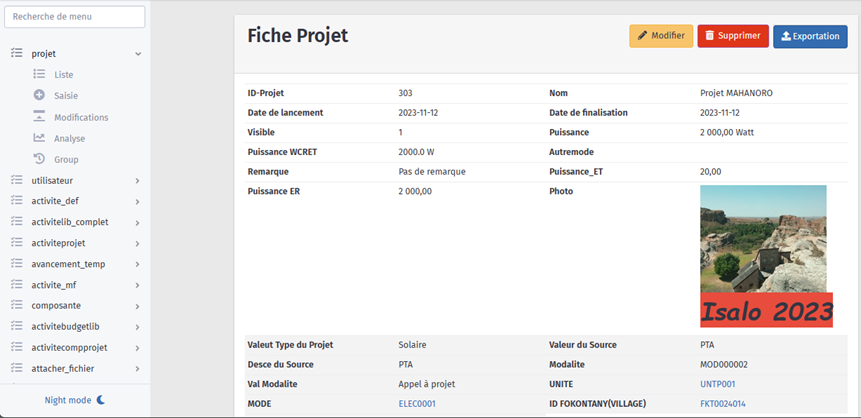 Recherche de menu
projet
Liste
Saisie
Modifications
Analyse
Group
utilisateur
activite_def
activitelib_complet
activiteprojet
avancement_temp
activite_mf
composante
activitebudgetlib
activitecompprojet
attacher_fichier
Night mode
Fiche Projet
Modifier Supprimer Exportation
ID-Projet 303 Nom Projet MAHANORO
Date de lancement 2023-11-12 Date de finalisation 2023-11-12
Visible 1 Puissance 2 000,00 Watt
Puissance WCRET 2000.0 W Autremode
Remarque Pas de remarque Puissance_ET 20,00
Puissance ER 2 000,00 Photo
Isalo 2023
Valeut Type du Projet Solaire Valeur du Source PTA
Desce du Source PTA Modalite MOD000002
Val Modalite Appel à projet UNITE UNTP001
MODE ELEC0001 ID FOKONTANY(VILLAGE) FKT0024014